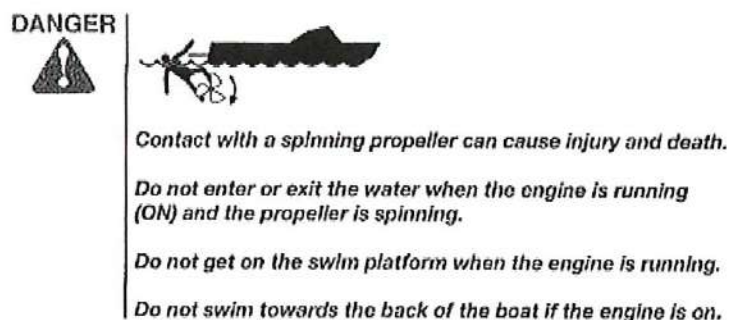 DANGER
Contact with a spinning propeller can cause injury and death.
Do not enter or exit the water when the engine is running
(ON) and the propeller is spinning.
Do not get on the swim platform when the engine is running.
Do not swim towards the back of the boat if the engine is on.